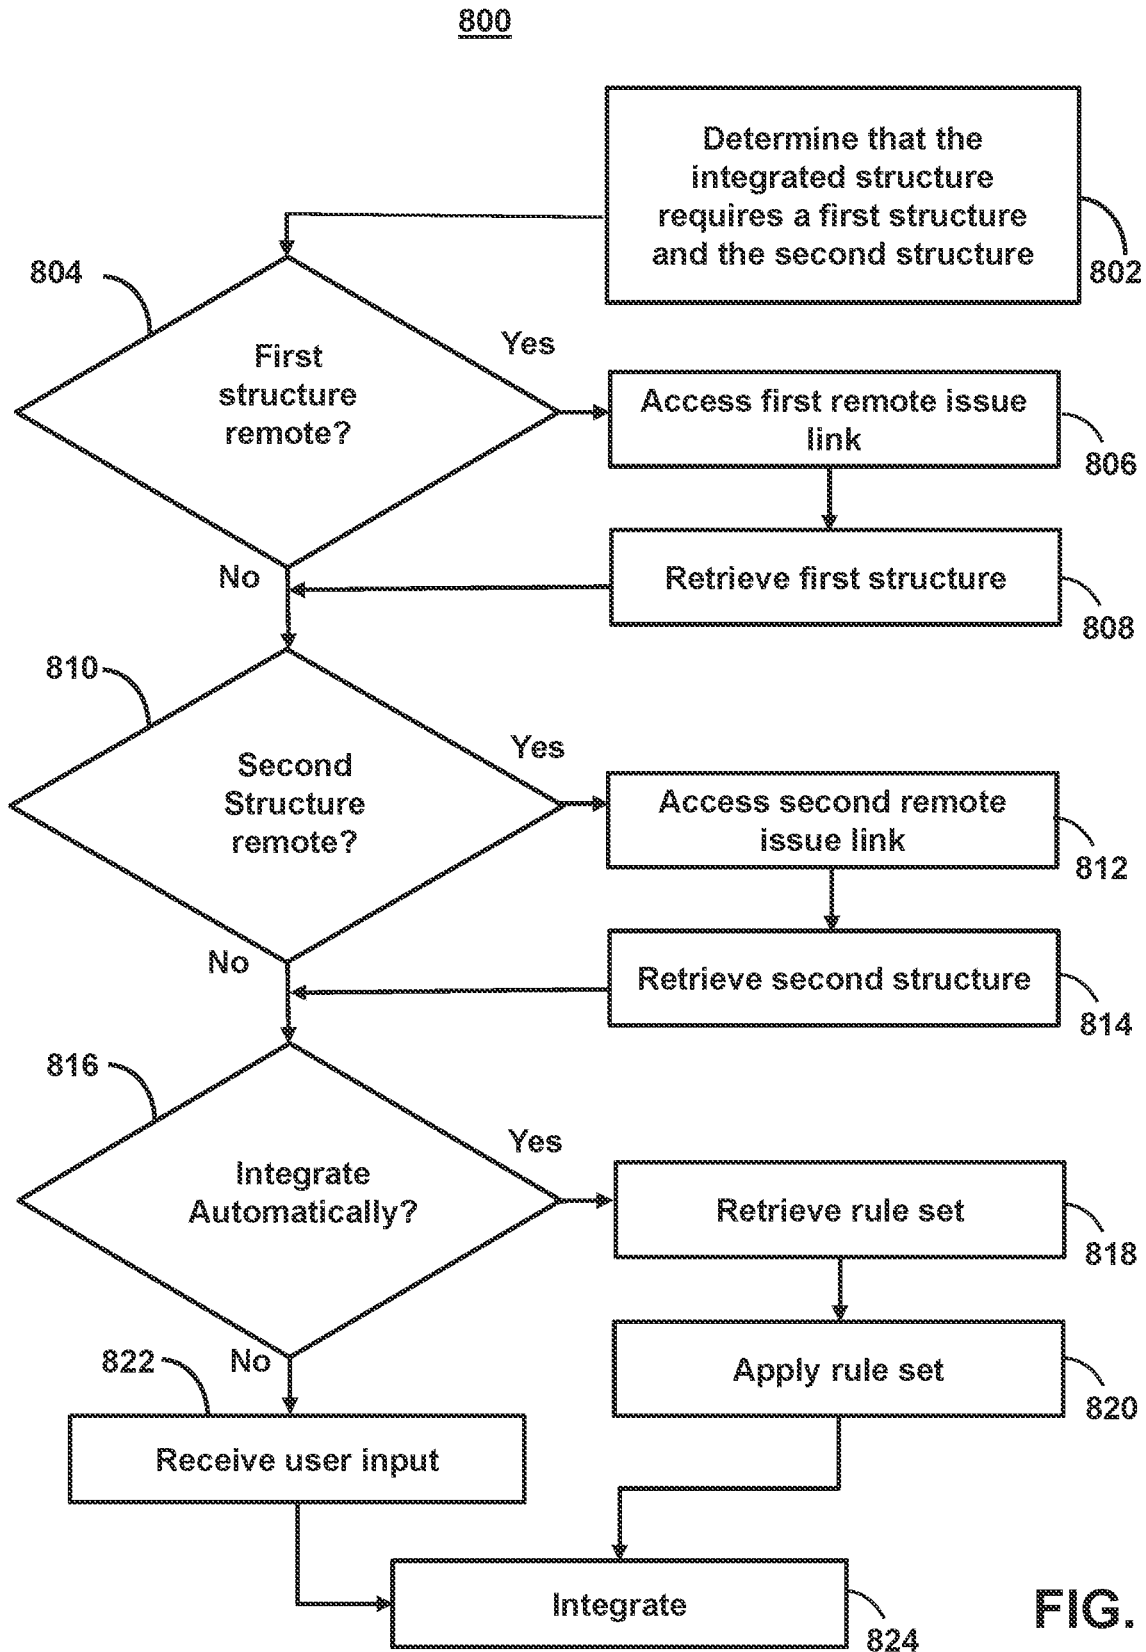 800
Determine that the
integrated structure
requires a first structure
and the second structure
802
804
First
structure
remote?
Yes
Access first remote issue
link
806
Retrieve first structure
808
No
810
Second
Structure
remote?
Yes
Access second remote
issue link
812
Retrieve second structure
814
No
816
Integrate
Automatically?
Yes
Retrieve rule set
818
Apply rule set
820
No
822
Receive user input
Integrate
824
FIG.